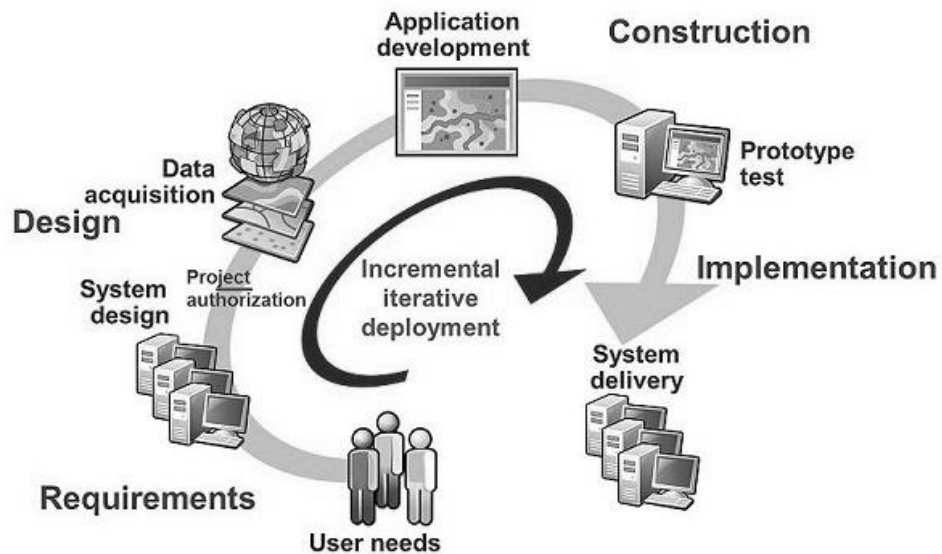 Application
development
Construction
Prototype
test
Data
acquisition
Design
Project
authorization
Incremental
iterative
deployment
Implementation
System
design
System
delivery
Requirements
User needs